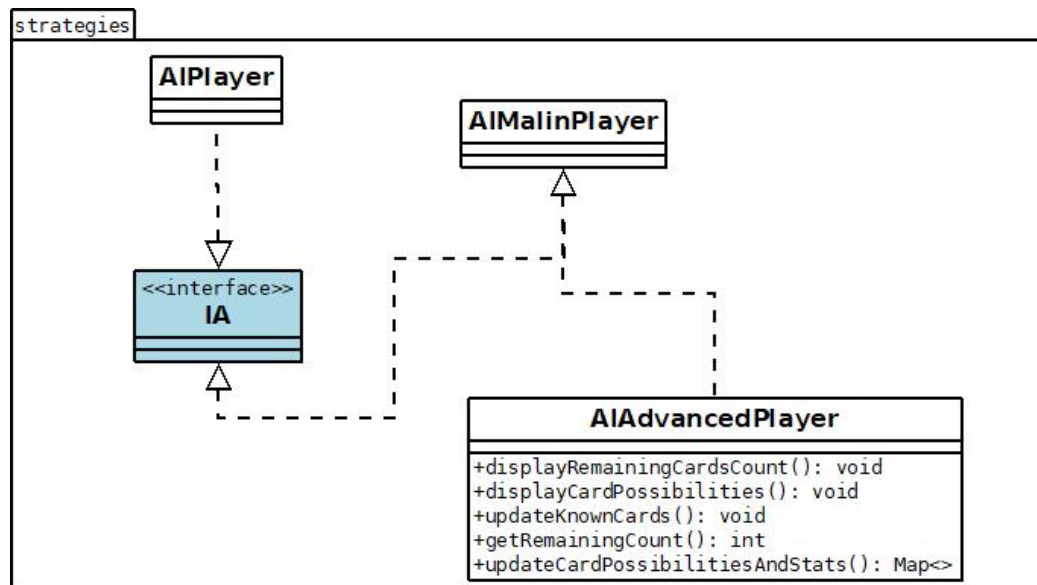 strategies
AIPlayer
AIMalinPlayer
<<interface>>
IA
AIAdvancedPlayer
+displayRemainingCardsCount(): void
+displayCardPossibilities(): void
+updateKnownCards(): void
+getRemainingCount(): int
+updateCardPossibilitiesAndStats(): Map<>